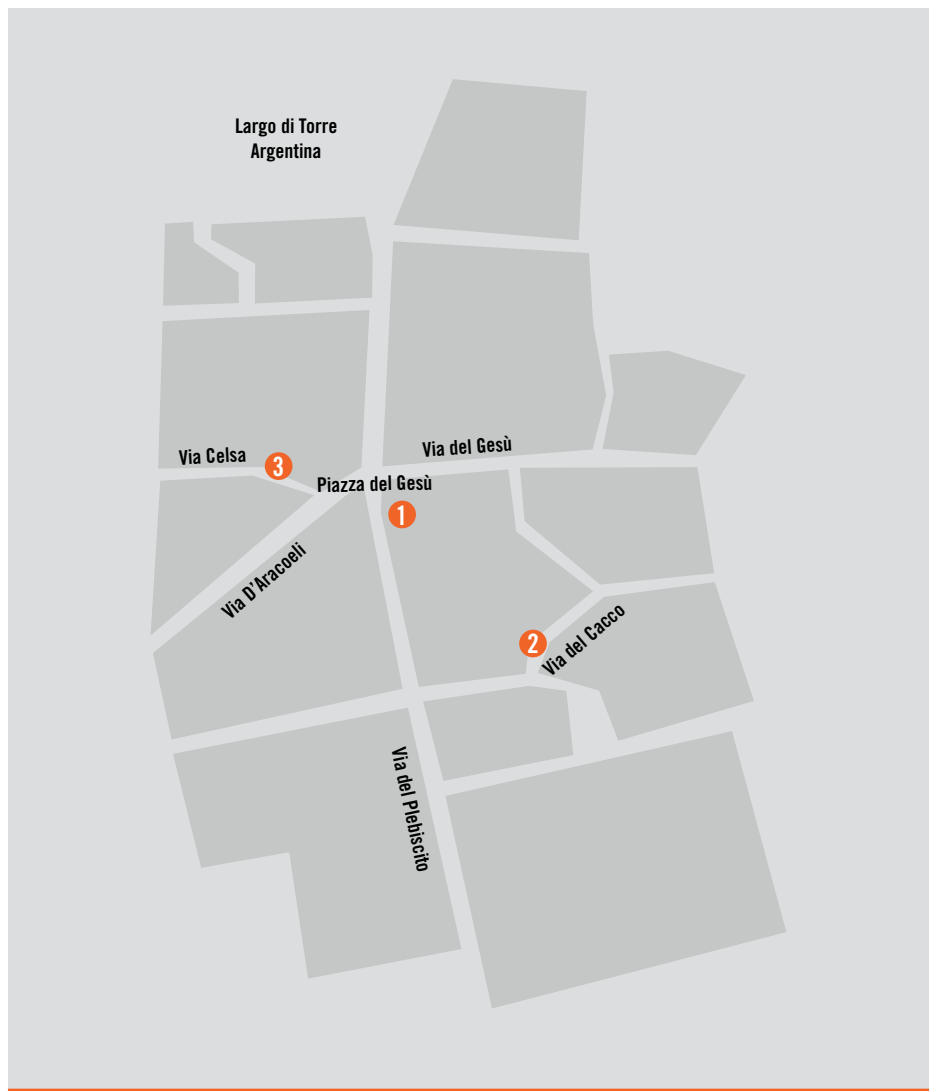 Largo di Torre
Argentina
Via del Gesù
Via Celsa
3
Piazza del Gesù
1
Via D'Aracoeli
2
Via del Cacco
Via del Plebiscito